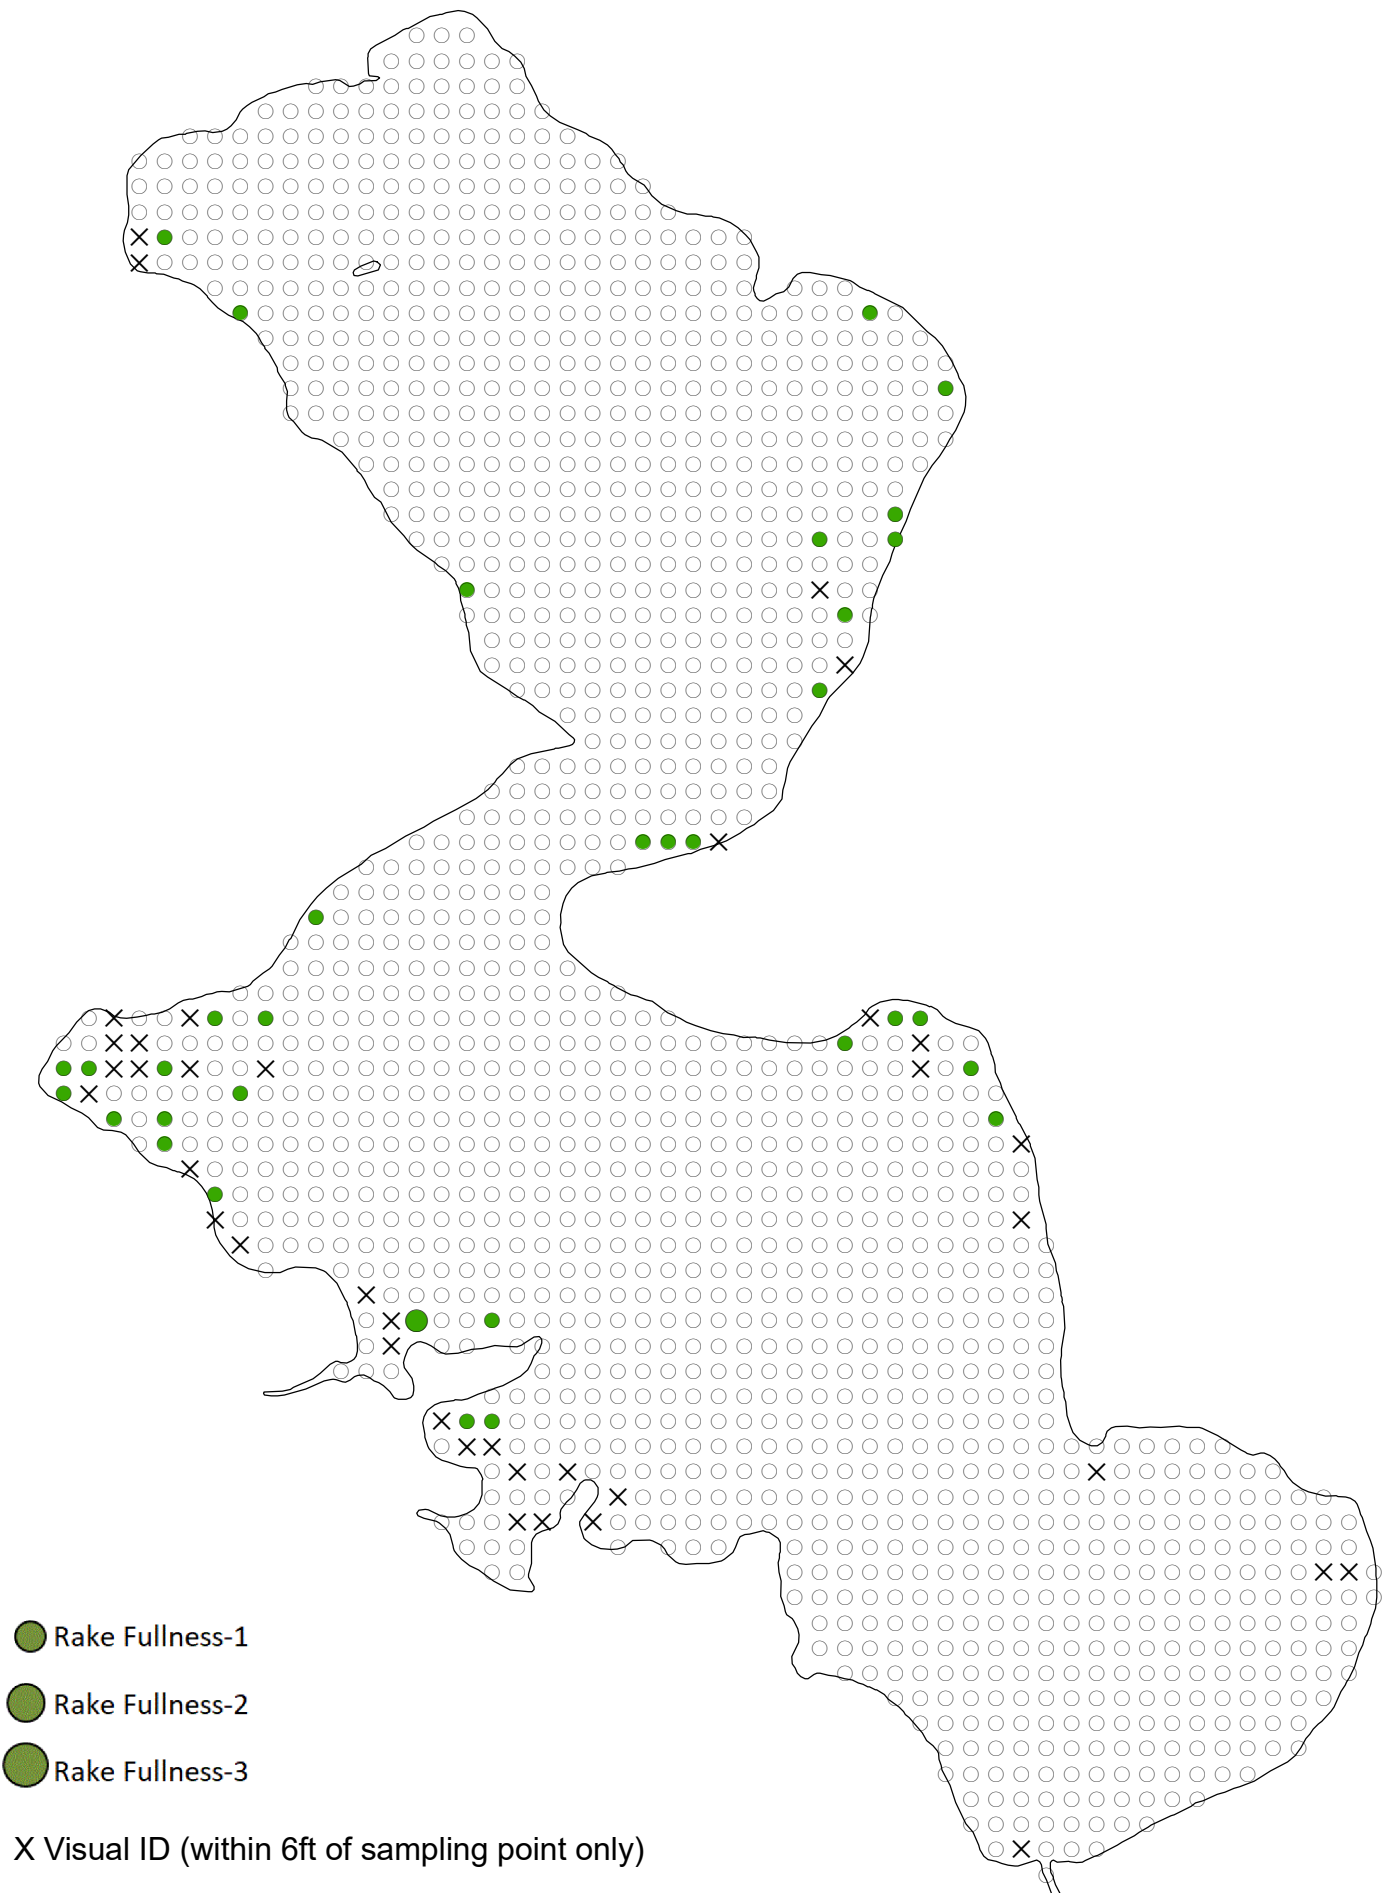 Rake Fullness-1
Rake Fullness-2
Rake Fullness-3
X Visual ID (within 6ft of sampling point only)